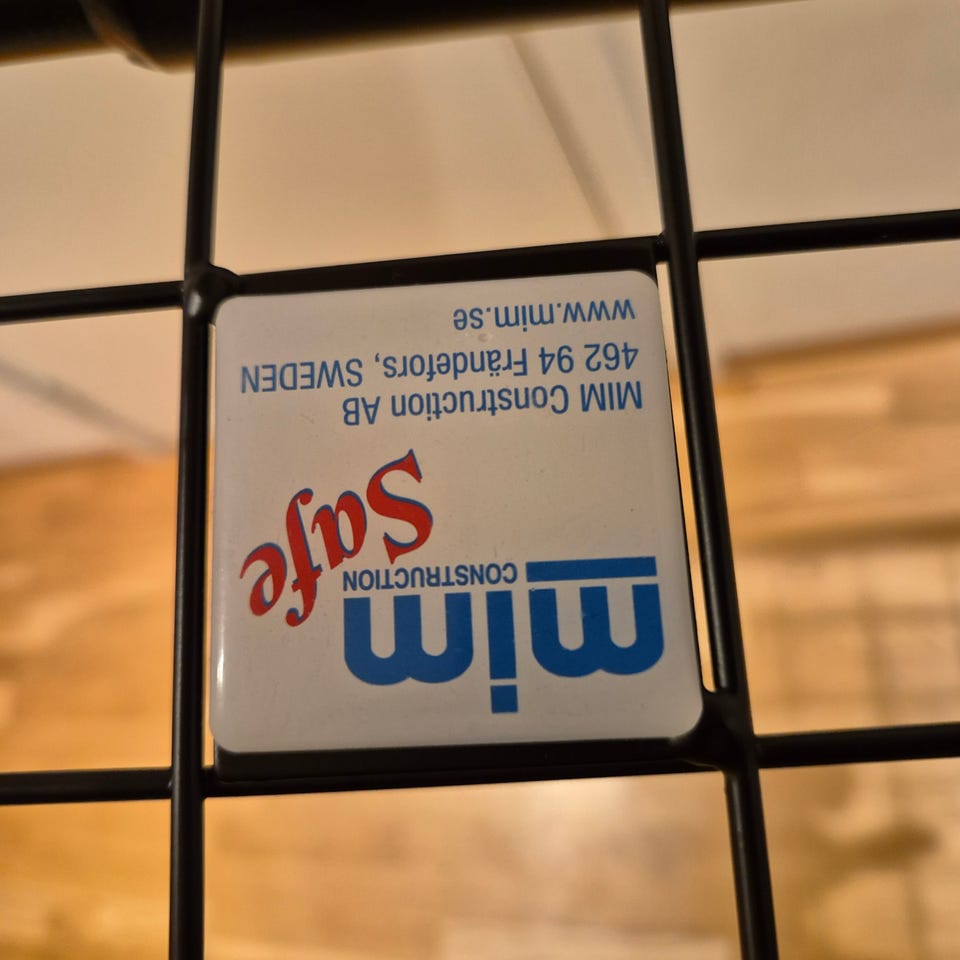 mim
CONSTRUCTION
Safe
MIM Construction AB
462 94 Frändefors, SWEDEN
www.mim.se